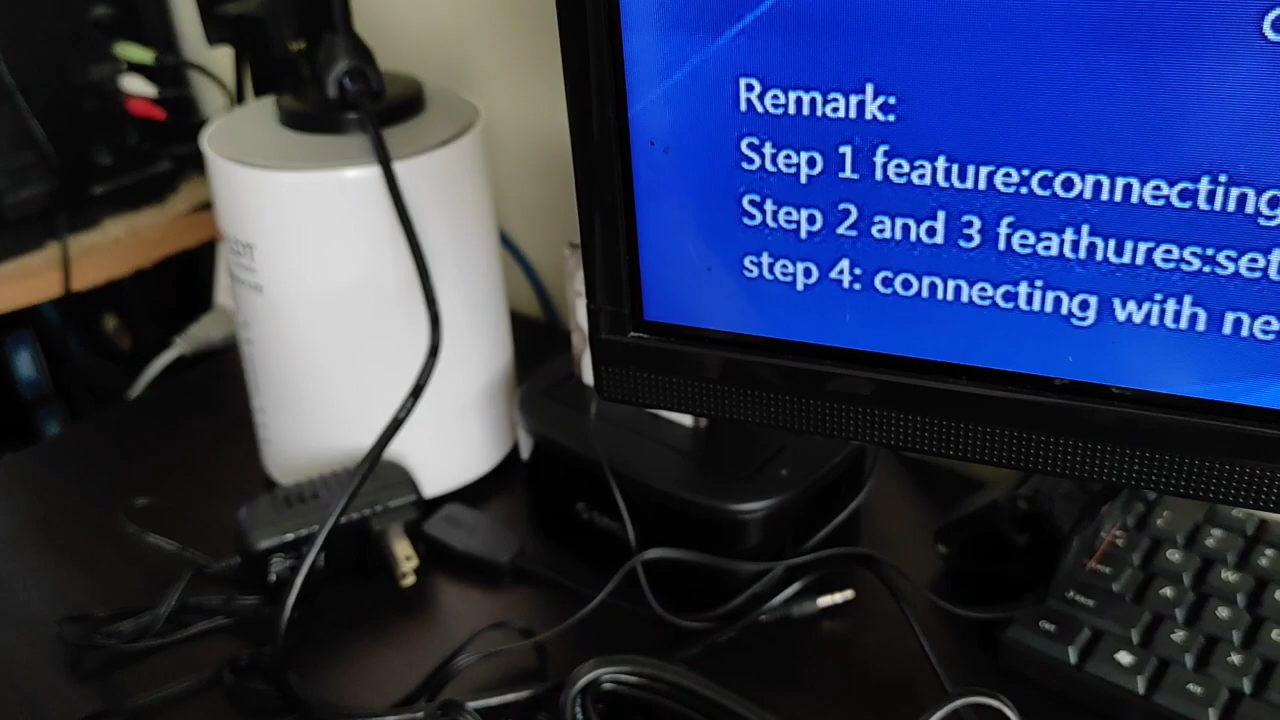 Remark:
Step 1 feature:connecting
Step 2 and 3 feathures:set
step 4: connecting with ne